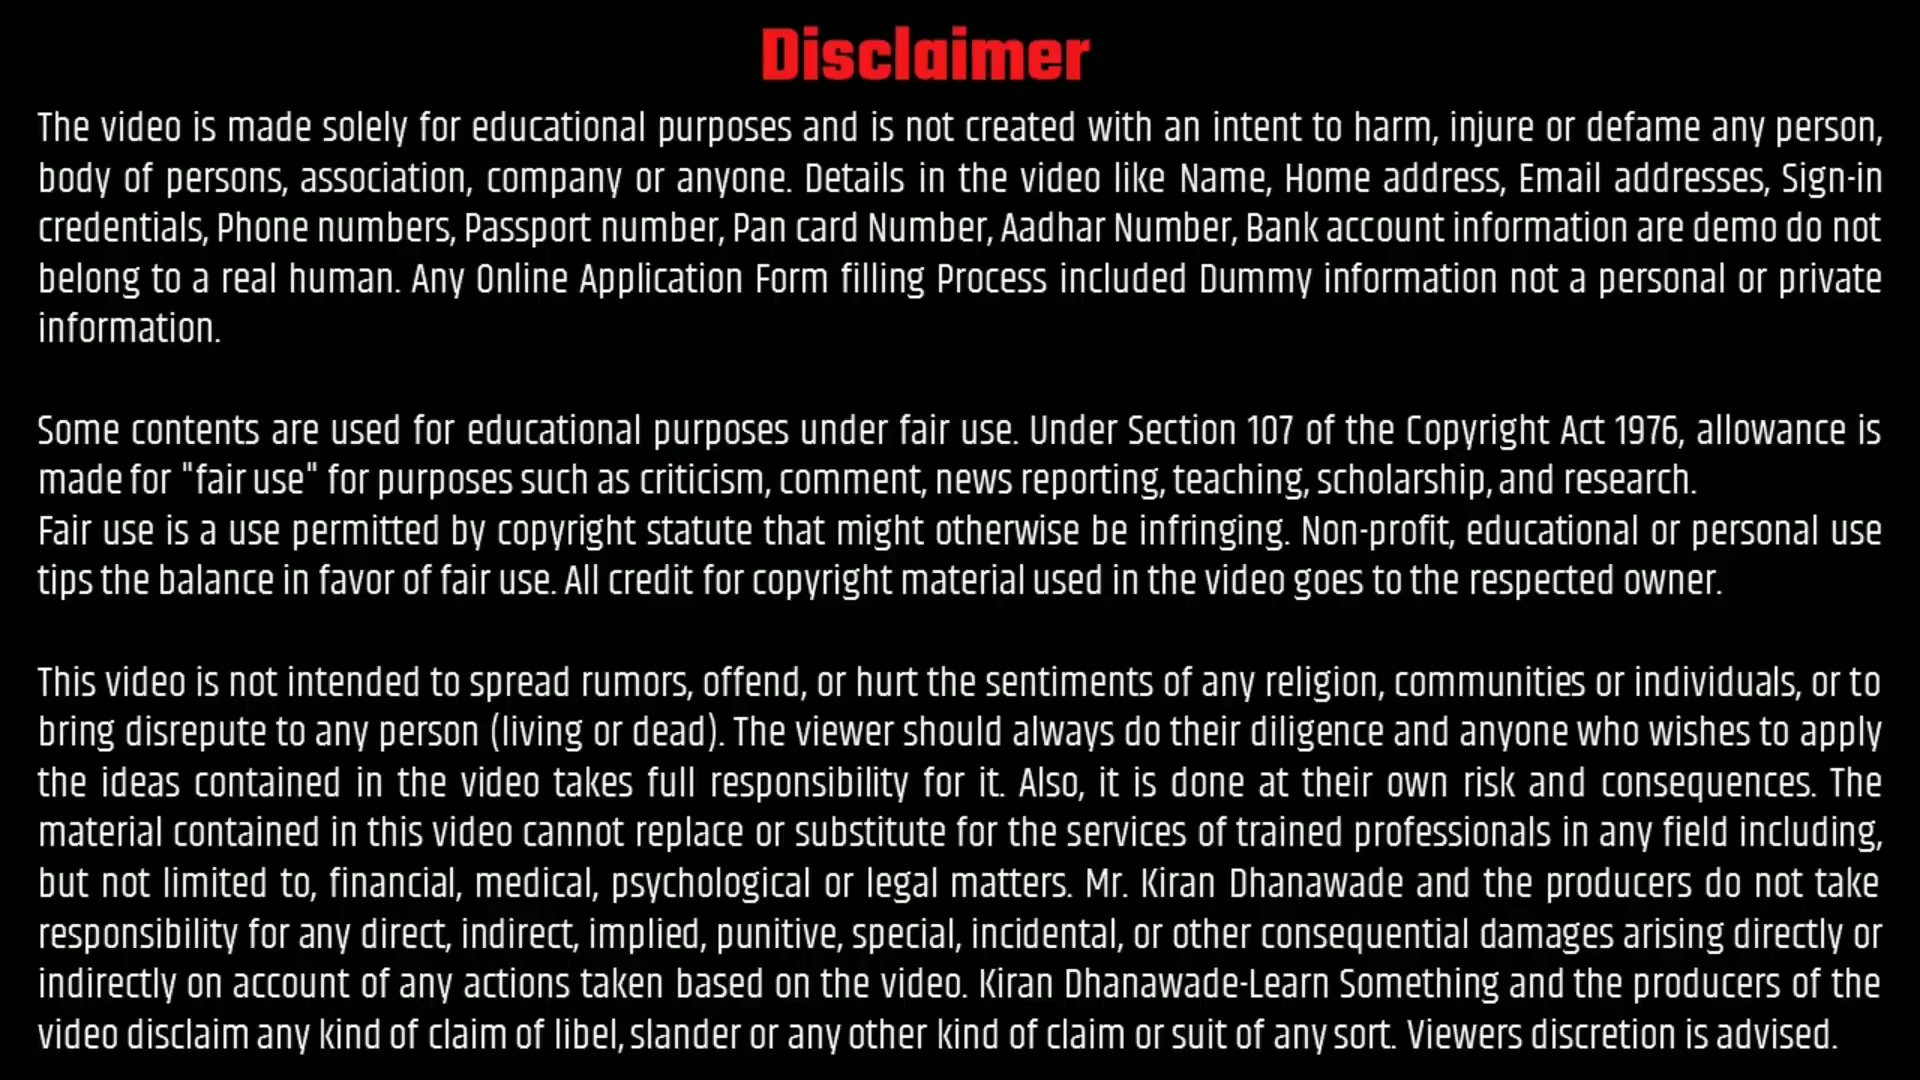 Disclaimer
The video is made solely for educational purposes and is not created with an intent to harm, injure or defame any person,
body of persons, association, company or anyone. Details in the video like Name, Home address, Email addresses, Sign-in
credentials, Phone numbers, Passport number, Pan card Number, Aadhar Number, Bank account information are demo do not
belong to a real human. Any Online Application Form filling Process included Dummy information not a personal or private
information.
Some contents are used for educational purposes under fair use. Under Section 107 of the Copyright Act 1976, allowance is
made for "fair use" for purposes such as criticism, comment, news reporting, teaching, scholarship, and research.
Fair use is a use permitted by copyright statute that might otherwise be infringing. Non-profit, educational or personal use
tips the balance in favor of fair use. All credit for copyright material used in the video goes to the respected owner.
This video is not intended to spread rumors, offend, or hurt the sentiments of any religion, communities or individuals, or to
bring disrepute to any person (living or dead). The viewer should always do their diligence and anyone who wishes to apply
the ideas contained in the video takes full responsibility for it. Also, it is done at their own risk and consequences. The
material contained in this video cannot replace or substitute for the services of trained professionals in any field including,
but not limited to, financial, medical, psychological or legal matters. Mr. Kiran Dhanawade and the producers do not take
responsibility for any direct, indirect, implied, punitive, special, incidental, or other consequential damages arising directly or
indirectly on account of any actions taken based on the video. Kiran Dhanawade-Learn Something and the producers of the
video disclaim any kind of claim of libel, slander or any other kind of claim or suit of any sort. Viewers discretion is advised.